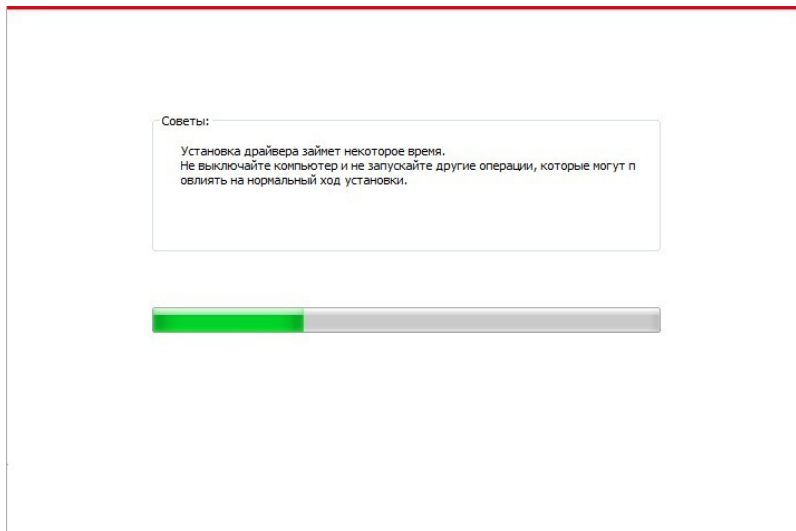 Советы:
Установка драйвера займет некоторое время.
Не выключайте компьютер и не запускайте другие операции, которые могут п
овлиять на нормальный ход установки.